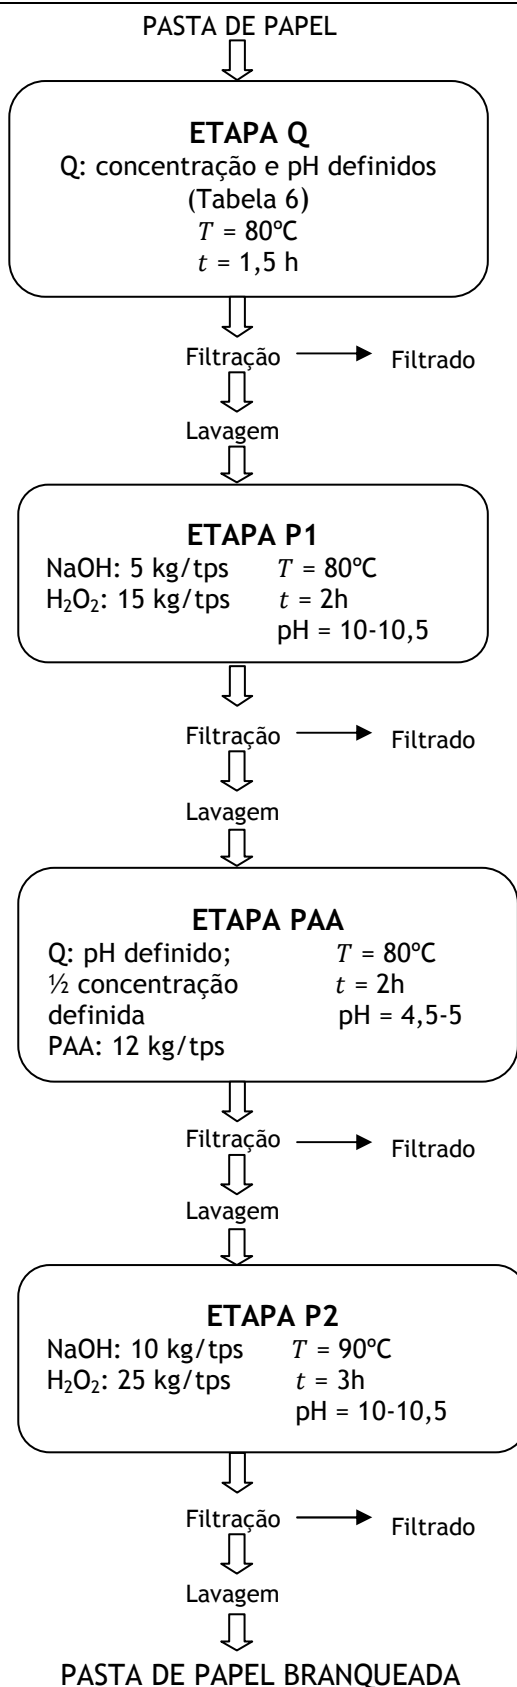 PASTA DE PAPEL
ETAPA Q
Q: concentração e pH definidos
(Tabela 6)
T = 80ºC
t = 1,5 h
Filtração
Filtrado
Lavagem
ETAPA P1
NaOH: 5 kg/tps T = 80ºC
H₂O₂: 15 kg/tps t = 2h
pH = 10-10,5
Filtração
Filtrado
Lavagem
ETAPA PAA
Q: pH definido; T = 80ºC
½ concentração t = 2h
definida pH = 4,5-5
PAA: 12 kg/tps
Filtração
Filtrado
Lavagem
ETAPA P2
NaOH: 10 kg/tps T = 90ºC
H₂O₂: 25 kg/tps t = 3h
pH = 10-10,5
Filtração
Filtrado
Lavagem
PASTA DE PAPEL BRANQUEADA